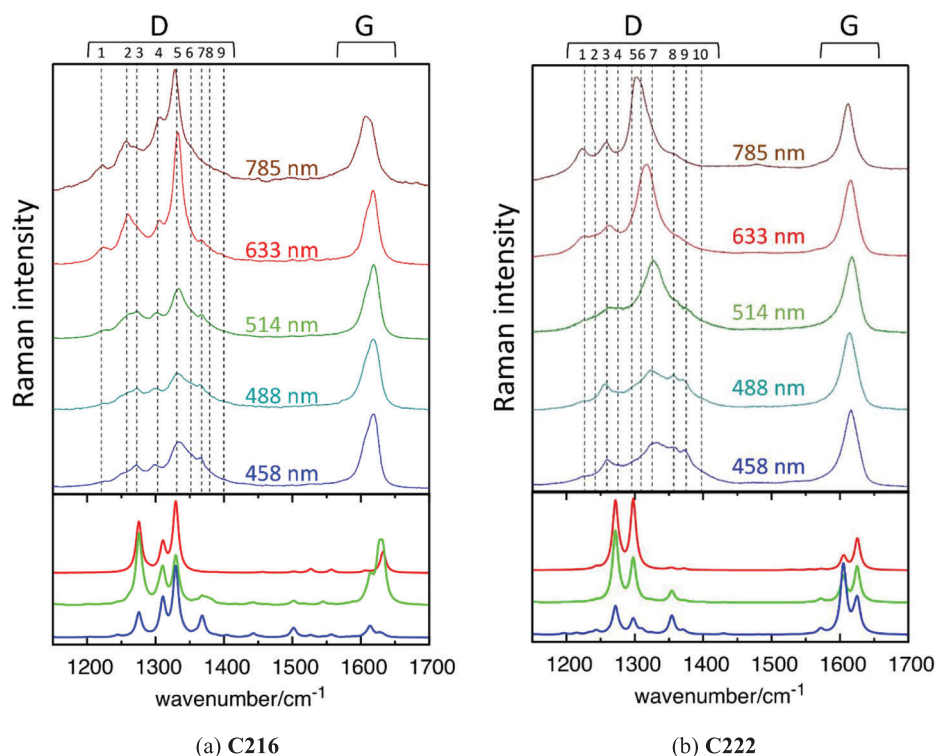 D G
1 2 3 4 5 6 7 8 9
785 nm
633 nm
514 nm
488 nm
458 nm
Raman intensity
1200 1300 1400 1500 1600 1700
wavenumber/cm⁻¹
(a) C216
D G
1 2 3 4 5 6 7 8 9 10
785 nm
633 nm
514 nm
488 nm
458 nm
Raman intensity
1200 1300 1400 1500 1600 1700
wavenumber/cm⁻¹
(b) C222